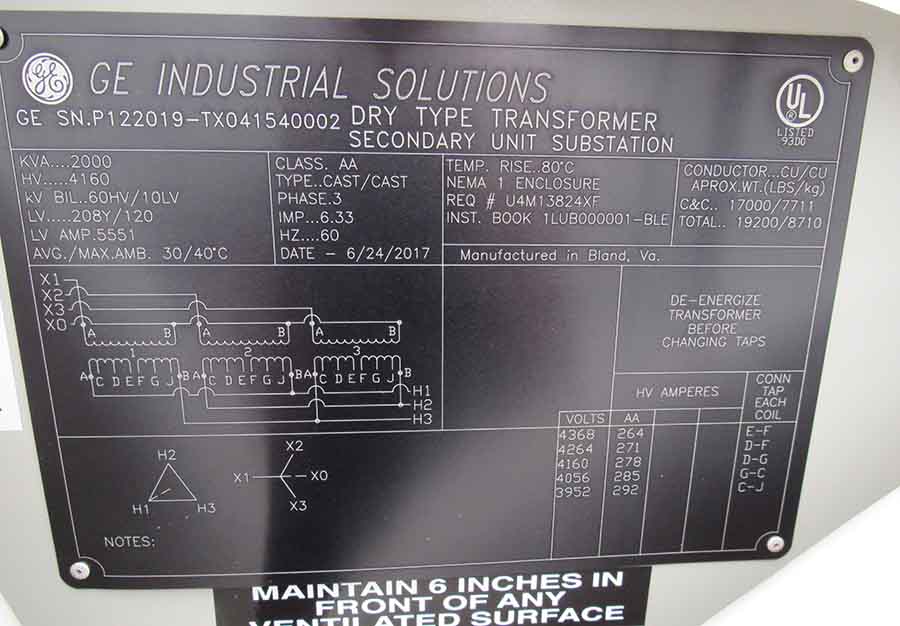 GE INDUSTRIAL SOLUTIONS
GE SN.P122019-TX041540002 DRY TYPE TRANSFORMER
SECONDARY UNIT SUBSTATION
UL
LISTED
93D0
KVA....2000
HV....4160
kV BIL..60HV/10LV
LV.....208Y/120
LV AMP.5551
AVG./MAX.AMB. 30/40°C
CLASS. AA
TYPE..CAST/CAST
PHASE.3
IMP...6.33
HZ....60
DATE - 6/24/2017
TEMP. RISE..80°C
NEMA 1 ENCLOSURE
REQ # U4M13824XF
INST. BOOK 1LUB000001-BLE
CONDUCTOR...CU/CU
APROX.WT.(LBS/kg)
C&C.. 17000/7711
TOTAL.. 19200/8710
Manufactured in Bland, Va.
X1
X2
X3
X0
A B A B A B
1 2 3
A C D E F G J B A C D E F G J B A C D E F G J B
H1
H2
H3
DE-ENERGIZE
TRANSFORMER
BEFORE
CHANGING TAPS
HV AMPERES
CONN
TAP
EACH
COIL
VOLTS AA
4368 264 E-F
4264 271 D-F
4160 278 D-G
4056 285 G-C
3952 292 C-J
H2
H1 H3
X2
X1 X0
X3
NOTES:
MAINTAIN 6 INCHES IN
FRONT OF ANY
VENTILATED SURFACE